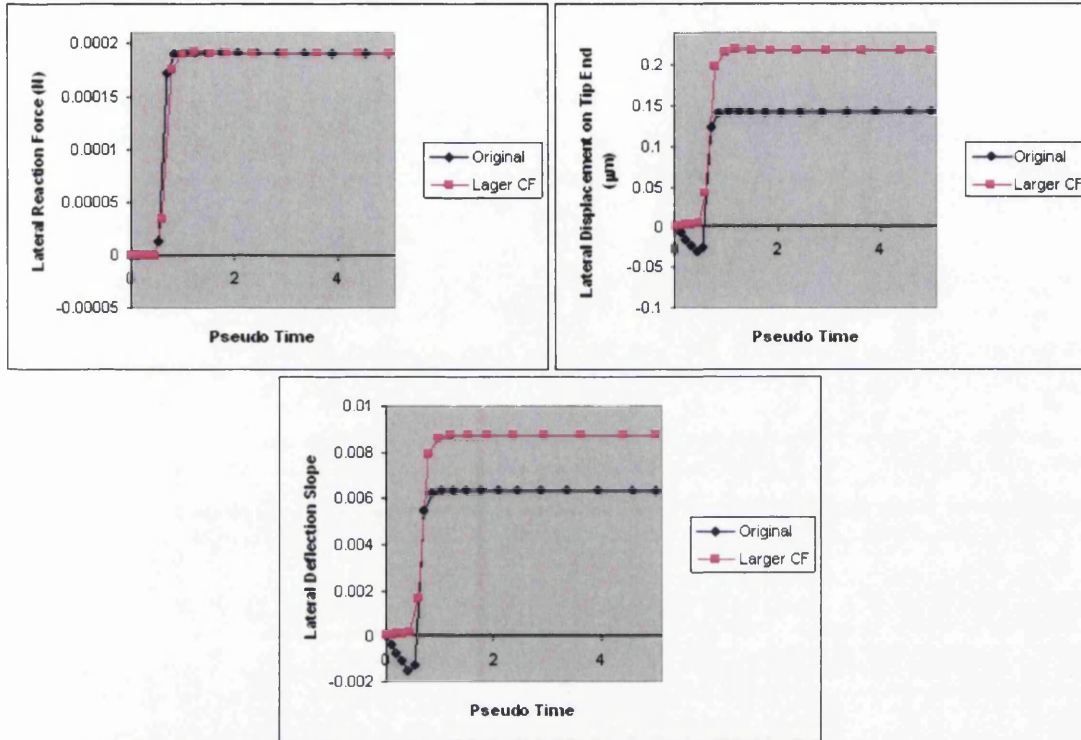 Lateral Reaction Force (N)
0.0002
0.00015
0.0001
0.00005
0
-0.00005
2
4
Pseudo Time
Original
Lager CF
Lateral Displacement on Tip End
(µm)
0.2
0.15
0.1
0.05
0
-0.05
-0.1
0
2
4
Pseudo Time
Original
Larger CF
Lateral Deflection Slope
0.01
0.008
0.006
0.004
0.002
0
-0.002
0
2
4
Pseudo Time
Original
Larger CF